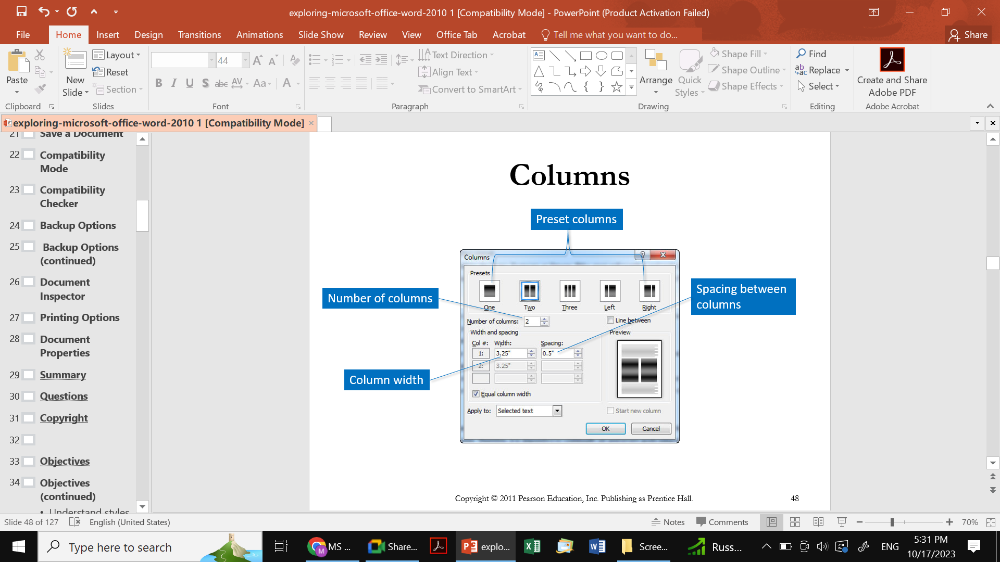 exploring-microsoft-office-word-2010 1 [Compatibility Mode] - PowerPoint (Product Activation Failed)
File Home Insert Design Transitions Animations Slide Show Review View Office Tab Acrobat Tell me what you want to do... Share
Paste
Clipboard
New Slide
Layout
Reset
Section
Slides
44
B I U S abc AV Aa A
Font
Text Direction
Align Text
Convert to SmartArt
Paragraph
Arrange
Quick Styles
Shape Fill
Shape Outline
Shape Effects
Drawing
Find
Replace
Select
Editing
Create and Share
Adobe PDF
Adobe Acrobat
exploring-microsoft-office-word-2010 1 [Compatibility Mode]
21 Save a Document
22 Compatibility
Mode
23 Compatibility
Checker
24 Backup Options
25 Backup Options
(continued)
26 Document
Inspector
27 Printing Options
28 Document
Properties
29 Summary
30 Questions
31 Copyright
32
33 Objectives
34 Objectives
(continued)
• Understand styles
Columns
Preset columns
Number of columns
Spacing between
columns
Column width
Columns
Presets
One Two Three Left Right
Number of columns: 2
Line between
Width and spacing
Preview
Col #: Width: Spacing:
1: 3.25" 0.5"
2: 3.25"
Equal column width
Apply to: Selected text
Start new column
OK Cancel
Copyright © 2011 Pearson Education, Inc. Publishing as Prentice Hall.
48
Slide 48 of 127 English (United States) Notes Comments 70%
Type here to search
MS ...
Share...
explo...
Scree...
Russ...
ENG
5:31 PM
10/17/2023